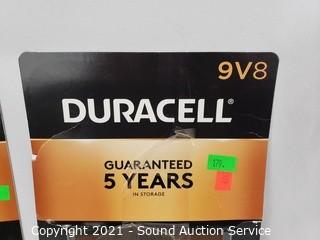 9V8
DURACELL®
GUARANTEED
5 YEARS
IN STORAGE
Copyright 2021 - Sound Auction Service